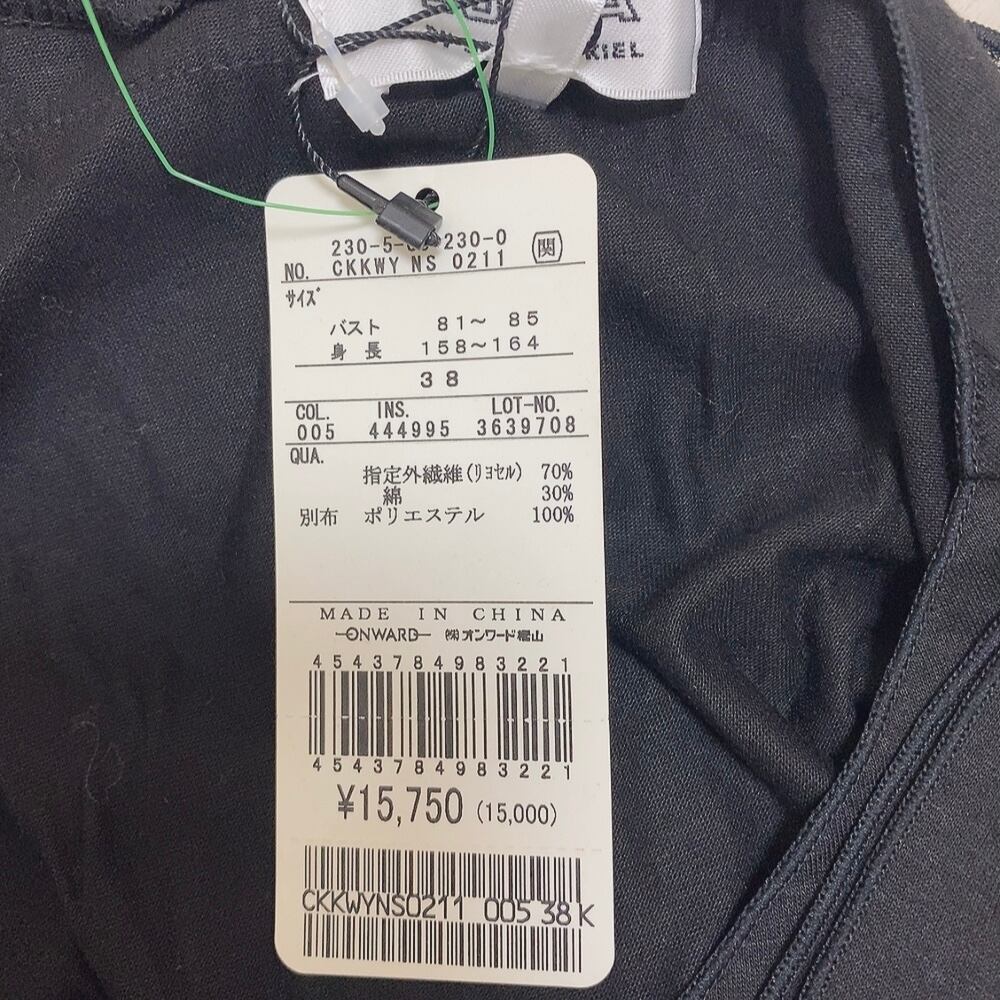 KIEL
230-5-
230-0
NO. CKKWY NS 0211 関
サイズ
バスト 81～ 85
身 長 158～164
38
COL. INS. LOT-NO.
005 444995 3639708
QUA.
指定外繊維(リヨセル) 70%
綿 30%
別布 ポリエステル 100%
MADE IN CHINA
ONWARD ㈱オンワード樫山
4543784983221
4543784983221
¥15,750 (15,000)
CKKWYNS0211 005 38 K